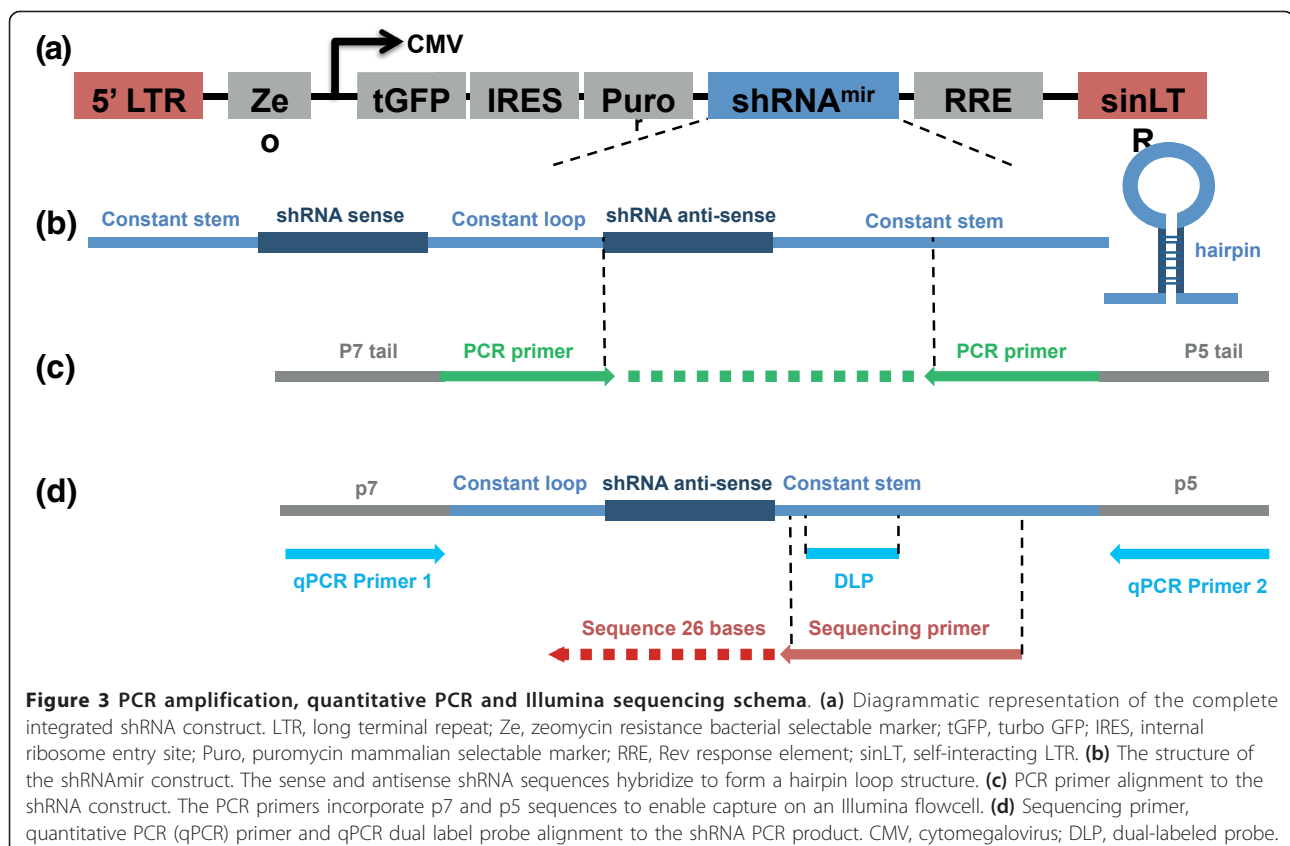 (a)
CMV
5' LTR Ze tGFP IRES Puro shRNAmir RRE sinLT
o r R
(b)
Constant stem shRNA sense Constant loop shRNA anti-sense Constant stem
hairpin
(c)
P7 tail PCR primer PCR primer P5 tail
(d)
p7 Constant loop shRNA anti-sense Constant stem p5
qPCR Primer 1 DLP qPCR Primer 2
Sequence 26 bases Sequencing primer
Figure 3 PCR amplification, quantitative PCR and Illumina sequencing schema. (a) Diagrammatic representation of the complete
integrated shRNA construct. LTR, long terminal repeat; Ze, zeomycin resistance bacterial selectable marker; tGFP, turbo GFP; IRES, internal
ribosome entry site; Puro, puromycin mammalian selectable marker; RRE, Rev response element; sinLT, self-interacting LTR. (b) The structure of
the shRNAmir construct. The sense and antisense shRNA sequences hybridize to form a hairpin loop structure. (c) PCR primer alignment to the
shRNA construct. The PCR primers incorporate p7 and p5 sequences to enable capture on an Illumina flowcell. (d) Sequencing primer,
quantitative PCR (qPCR) primer and qPCR dual label probe alignment to the shRNA PCR product. CMV, cytomegalovirus; DLP, dual-labeled probe.